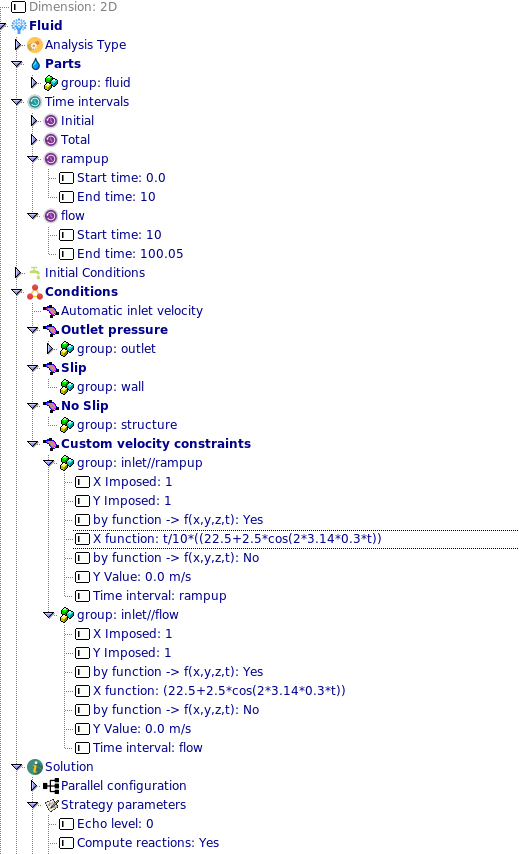 Dimension: 2D
Fluid
Analysis Type
Parts
group: fluid
Time intervals
Initial
Total
rampup
Start time: 0.0
End time: 10
flow
Start time: 10
End time: 100.05
Initial Conditions
Conditions
Automatic inlet velocity
Outlet pressure
group: outlet
Slip
group: wall
No Slip
group: structure
Custom velocity constraints
group: inlet//rampup
X Imposed: 1
Y Imposed: 1
by function -> f(x,y,z,t): Yes
X function: t/10*((22.5+2.5*cos(2*3.14*0.3*t))
by function -> f(x,y,z,t): No
Y Value: 0.0 m/s
Time interval: rampup
group: inlet//flow
X Imposed: 1
Y Imposed: 1
by function -> f(x,y,z,t): Yes
X function: (22.5+2.5*cos(2*3.14*0.3*t))
by function -> f(x,y,z,t): No
Y Value: 0.0 m/s
Time interval: flow
Solution
Parallel configuration
Strategy parameters
Echo level: 0
Compute reactions: Yes